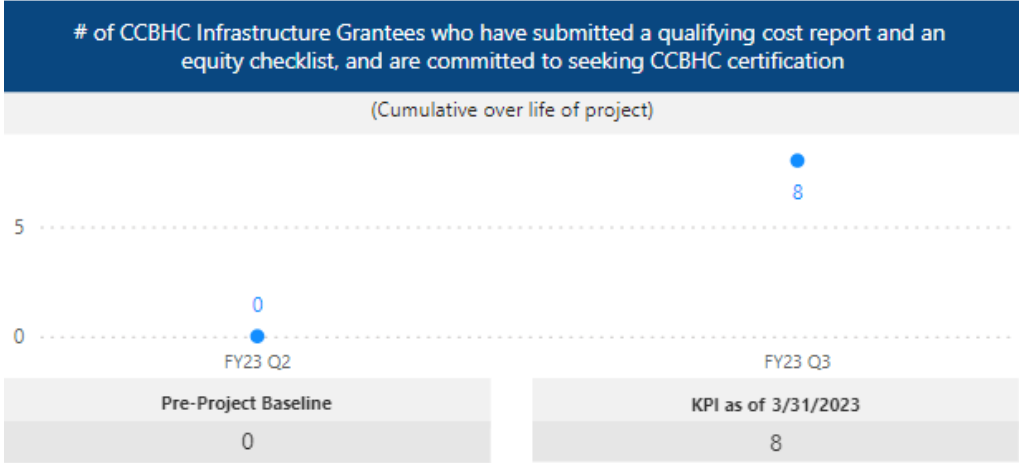 # of CCBHC Infrastructure Grantees who have submitted a qualifying cost report and an
equity checklist, and are committed to seeking CCBHC certification
(Cumulative over life of project)
8
5
0
0
FY23 Q2
FY23 Q3
Pre-Project Baseline
KPI as of 3/31/2023
0
8